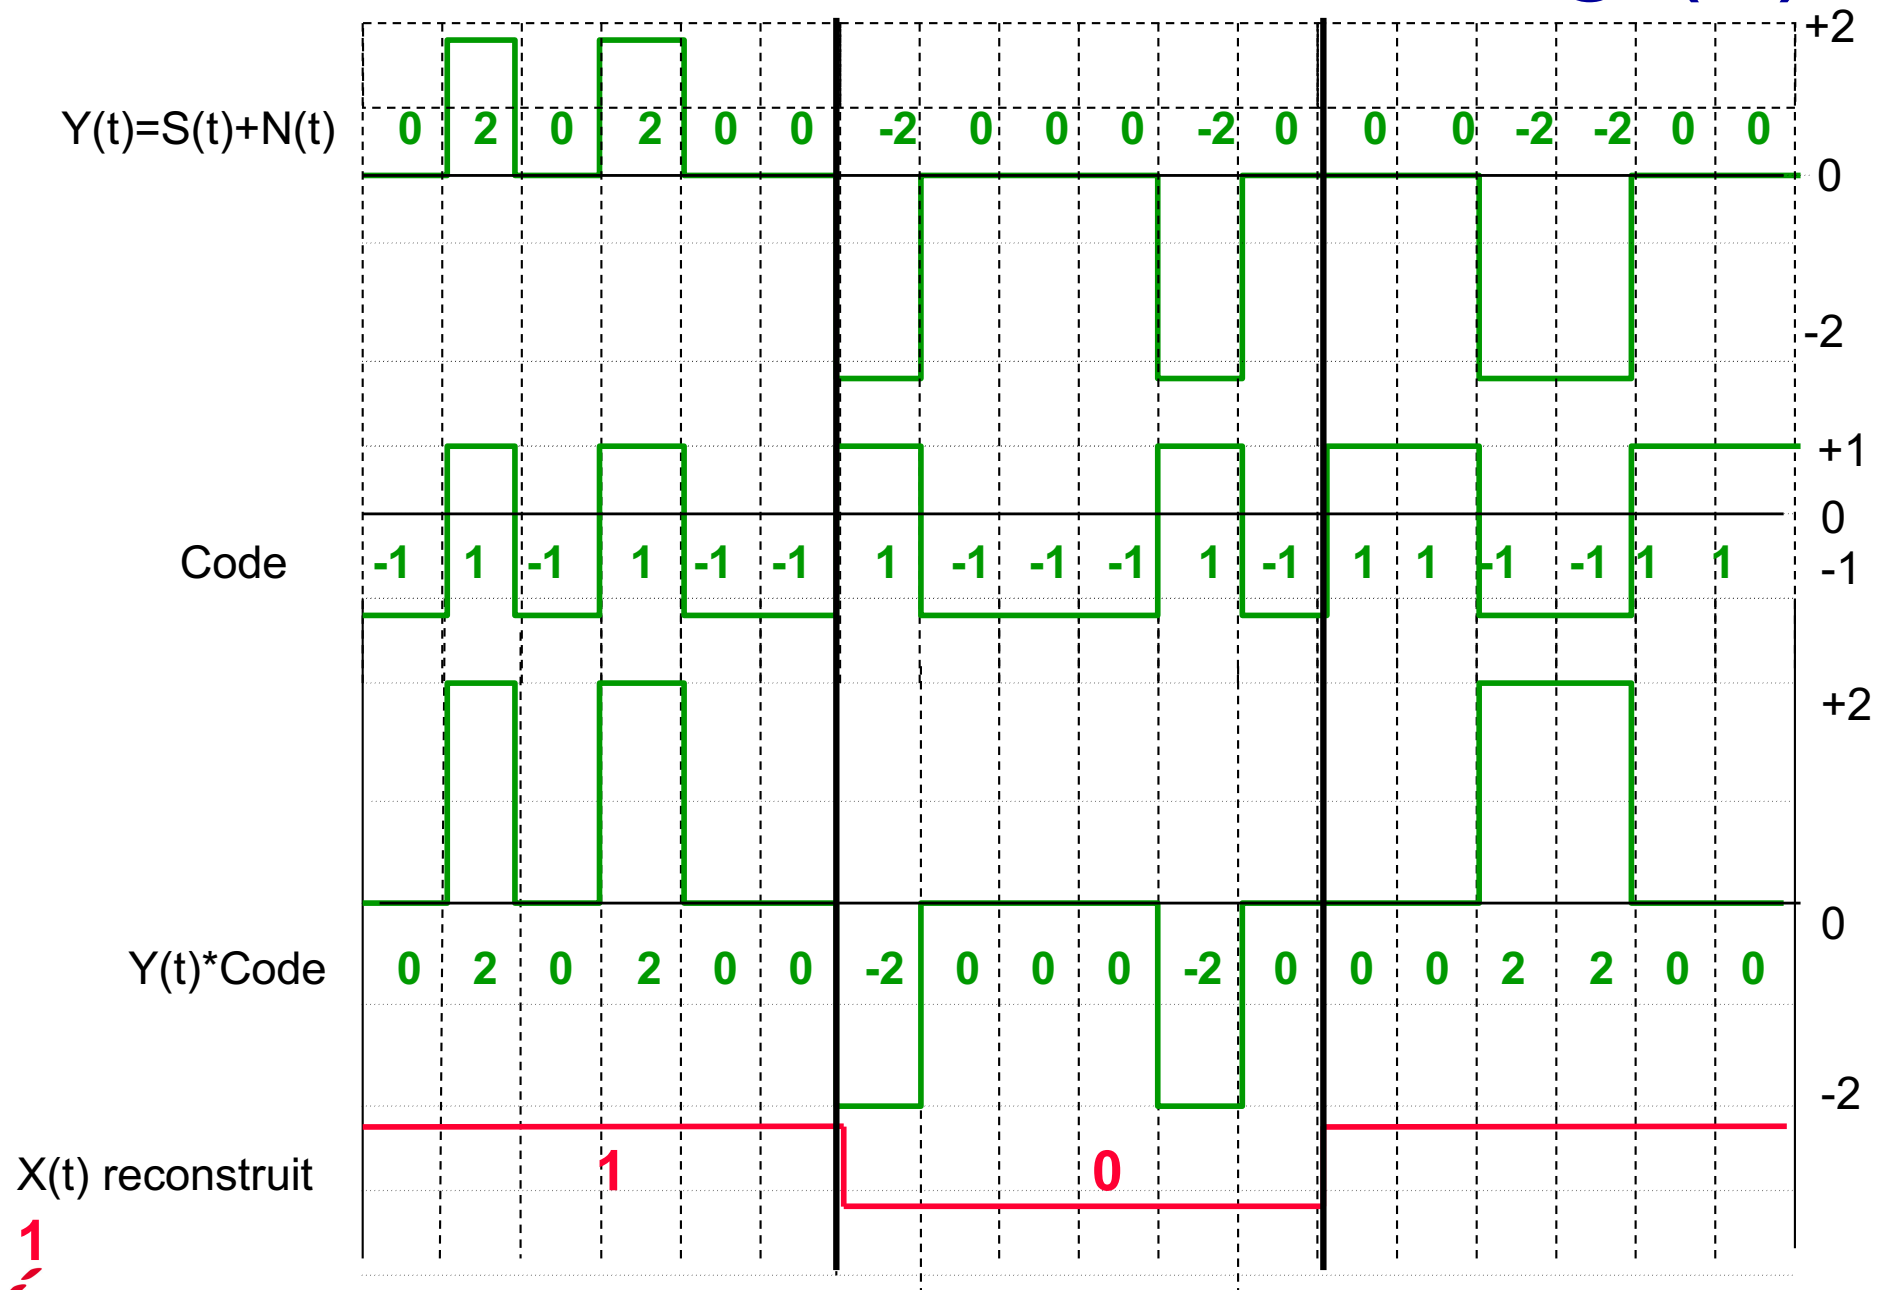 +2
Y(t)=S(t)+N(t) 0 2 0 2 0 0 -2 0 0 0 -2 0 0 0 -2 -2 0 0
0
-2
+1
0
Code -1 1 -1 1 -1 -1 1 -1 -1 -1 1 -1 1 1 -1 -1 1 1 -1
+2
0
Y(t)*Code 0 2 0 2 0 0 -2 0 0 0 -2 0 0 0 2 2 0 0
-2
X(t) reconstruit 1 0
1